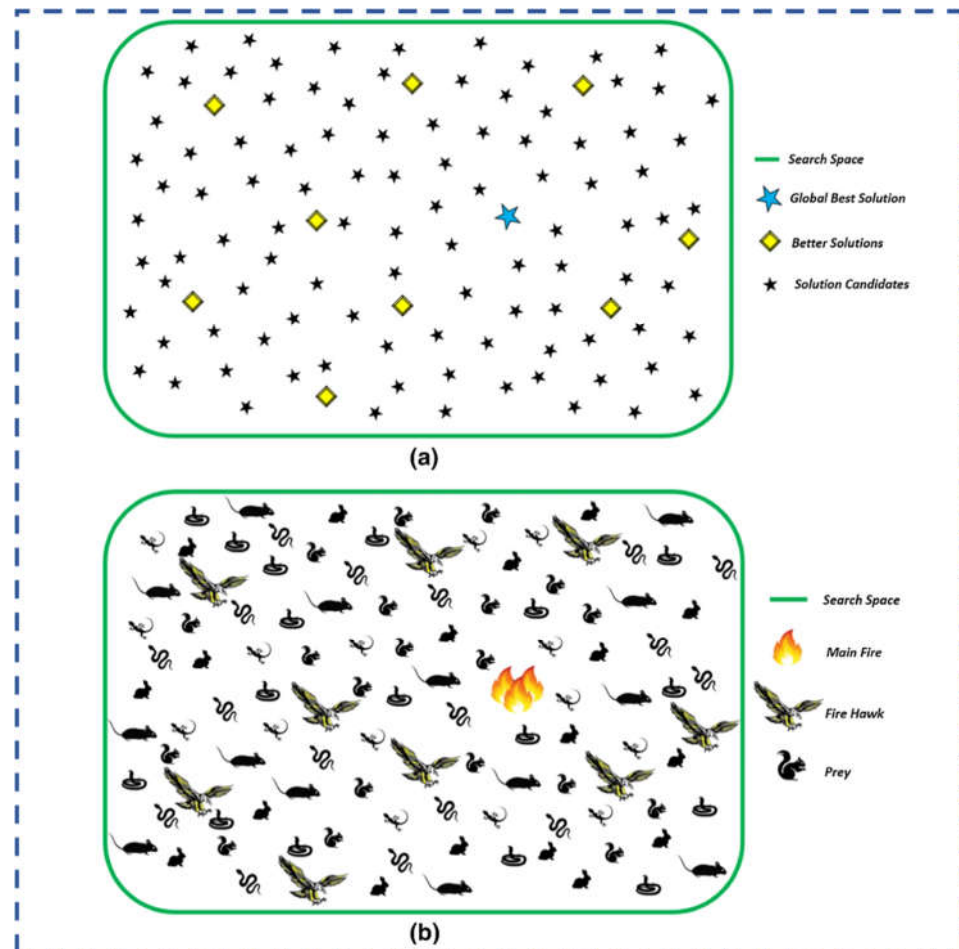 Search Space
Global Best Solution
Better Solutions
Solution Candidates
(a)
Search Space
Main Fire
Fire Hawk
Prey
(b)